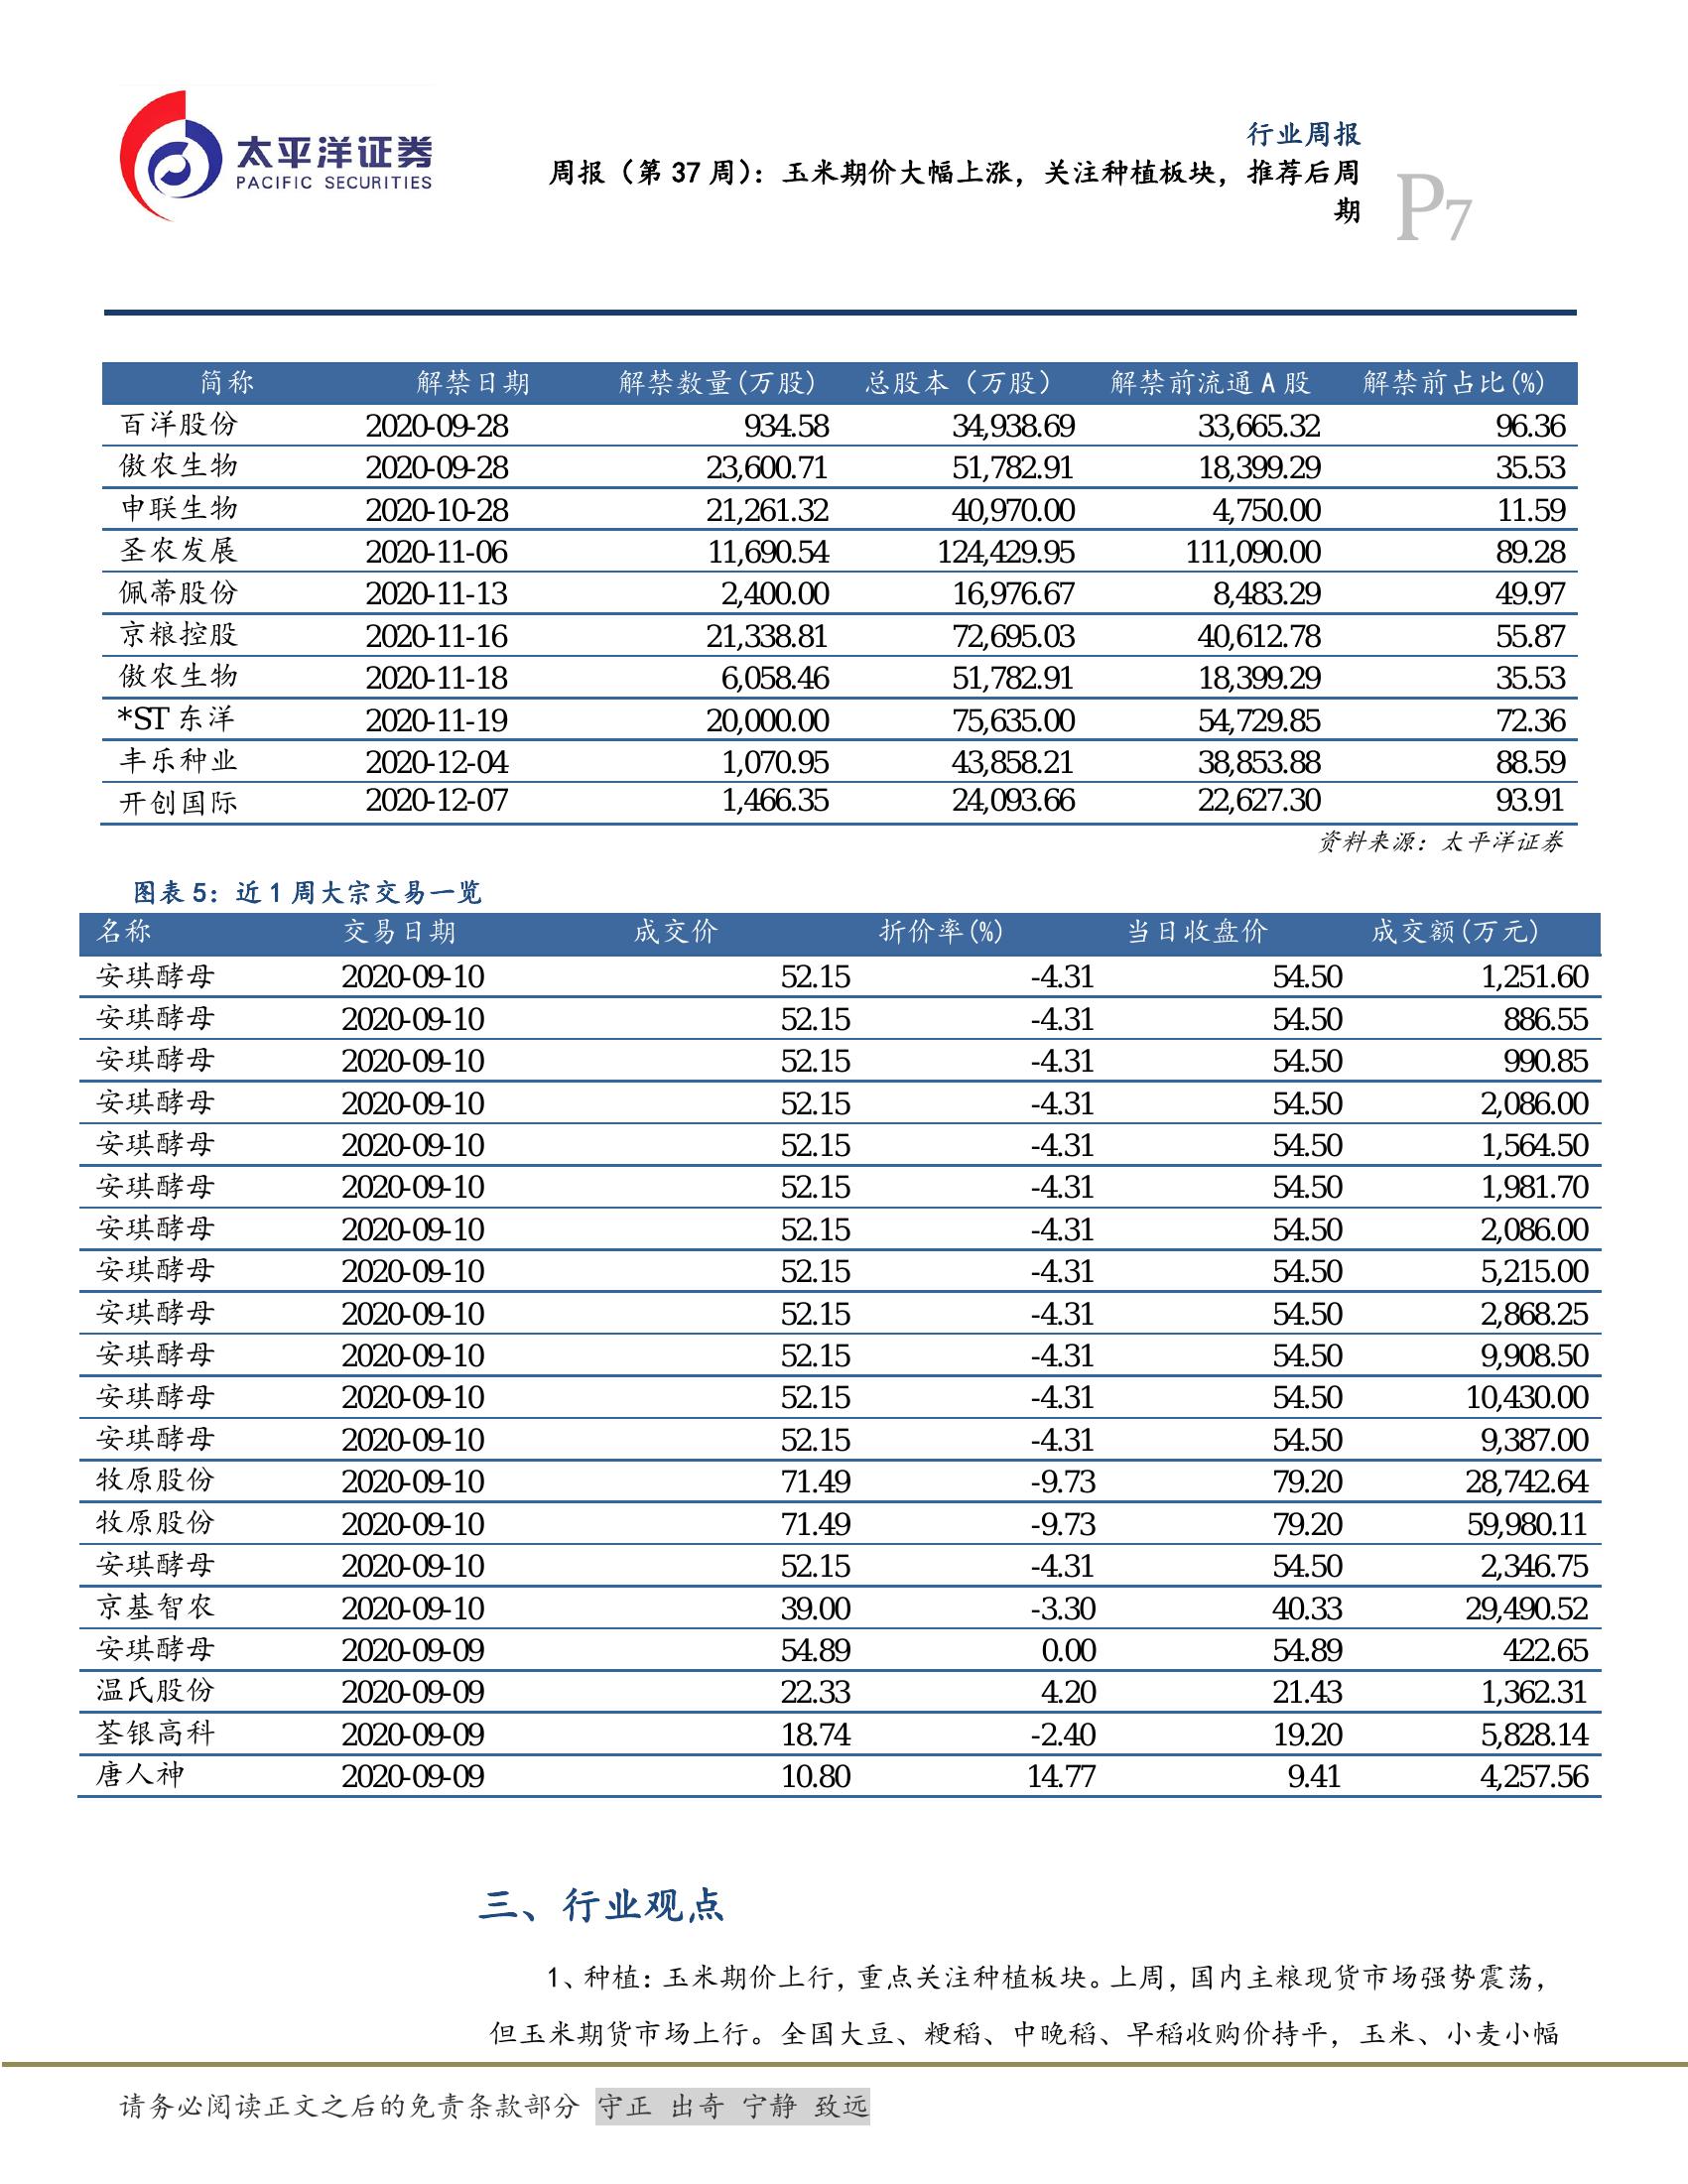 太平洋证券
PACIFIC SECURITIES
行业周报
周报（第 37 周）：玉米期价大幅上涨，关注种植板块，推荐后周
期
P7
简称 解禁日期 解禁数量(万股) 总股本（万股） 解禁前流通 A 股 解禁前占比(%)
百洋股份 2020-09-28 934.58 34,938.69 33,665.32 96.36
傲农生物 2020-09-28 23,600.71 51,782.91 18,399.29 35.53
申联生物 2020-10-28 21,261.32 40,970.00 4,750.00 11.59
圣农发展 2020-11-06 11,690.54 124,429.95 111,090.00 89.28
佩蒂股份 2020-11-13 2,400.00 16,976.67 8,483.29 49.97
京粮控股 2020-11-16 21,338.81 72,695.03 40,612.78 55.87
傲农生物 2020-11-18 6,058.46 51,782.91 18,399.29 35.53
*ST 东洋 2020-11-19 20,000.00 75,635.00 54,729.85 72.36
丰乐种业 2020-12-04 1,070.95 43,858.21 38,853.88 88.59
开创国际 2020-12-07 1,466.35 24,093.66 22,627.30 93.91
资料来源：太平洋证券
图表 5：近 1 周大宗交易一览
名称 交易日期 成交价 折价率(%) 当日收盘价 成交额(万元)
安琪酵母 2020-09-10 52.15 -4.31 54.50 1,251.60
安琪酵母 2020-09-10 52.15 -4.31 54.50 886.55
安琪酵母 2020-09-10 52.15 -4.31 54.50 990.85
安琪酵母 2020-09-10 52.15 -4.31 54.50 2,086.00
安琪酵母 2020-09-10 52.15 -4.31 54.50 1,564.50
安琪酵母 2020-09-10 52.15 -4.31 54.50 1,981.70
安琪酵母 2020-09-10 52.15 -4.31 54.50 2,086.00
安琪酵母 2020-09-10 52.15 -4.31 54.50 5,215.00
安琪酵母 2020-09-10 52.15 -4.31 54.50 2,868.25
安琪酵母 2020-09-10 52.15 -4.31 54.50 9,908.50
安琪酵母 2020-09-10 52.15 -4.31 54.50 10,430.00
安琪酵母 2020-09-10 52.15 -4.31 54.50 9,387.00
牧原股份 2020-09-10 71.49 -9.73 79.20 28,742.64
牧原股份 2020-09-10 71.49 -9.73 79.20 59,980.11
安琪酵母 2020-09-10 52.15 -4.31 54.50 2,346.75
京基智农 2020-09-10 39.00 -3.30 40.33 29,490.52
安琪酵母 2020-09-09 54.89 0.00 54.89 422.65
温氏股份 2020-09-09 22.33 4.20 21.43 1,362.31
荃银高科 2020-09-09 18.74 -2.40 19.20 5,828.14
唐人神 2020-09-09 10.80 14.77 9.41 4,257.56
三、行业观点
1、种植：玉米期价上行，重点关注种植板块。上周，国内主粮现货市场强势震荡，
但玉米期货市场上行。全国大豆、粳稻、中晚稻、早稻收购价持平，玉米、小麦小幅
请务必阅读正文之后的免责条款部分 守正 出奇 宁静 致远